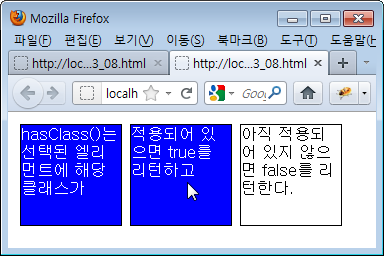 Mozilla Firefox
파일(F) 편집(E) 보기(V) 이동(S) 북마크(B) 도구(T) 도움말(H
http://loc...3_08.html http://loc...3_08.html
localh Goo
hasClass()는
선택된 엘리
먼트에 해당
클래스가
적용되어 있
으면 true를
리턴하고
아직 적용되
어 있지 않으
면 false를 리
턴한다.